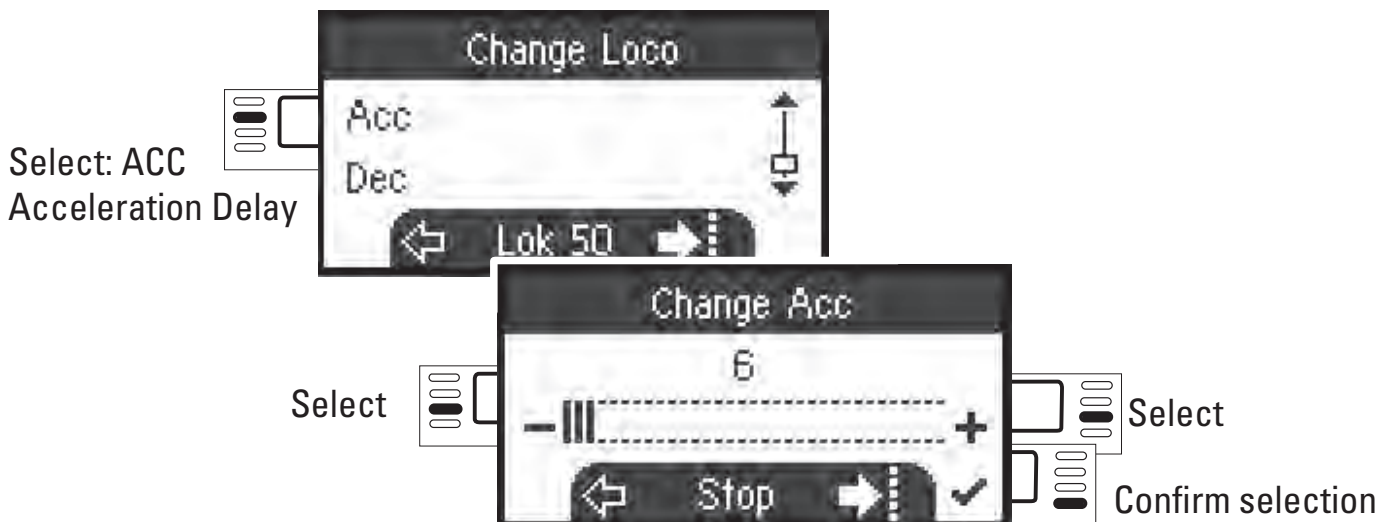 Change Loco
Acc
Select: ACC
Acceleration Delay
Dec
Lok 50
Change Acc
6
Select
Select
Stop
Confirm selection